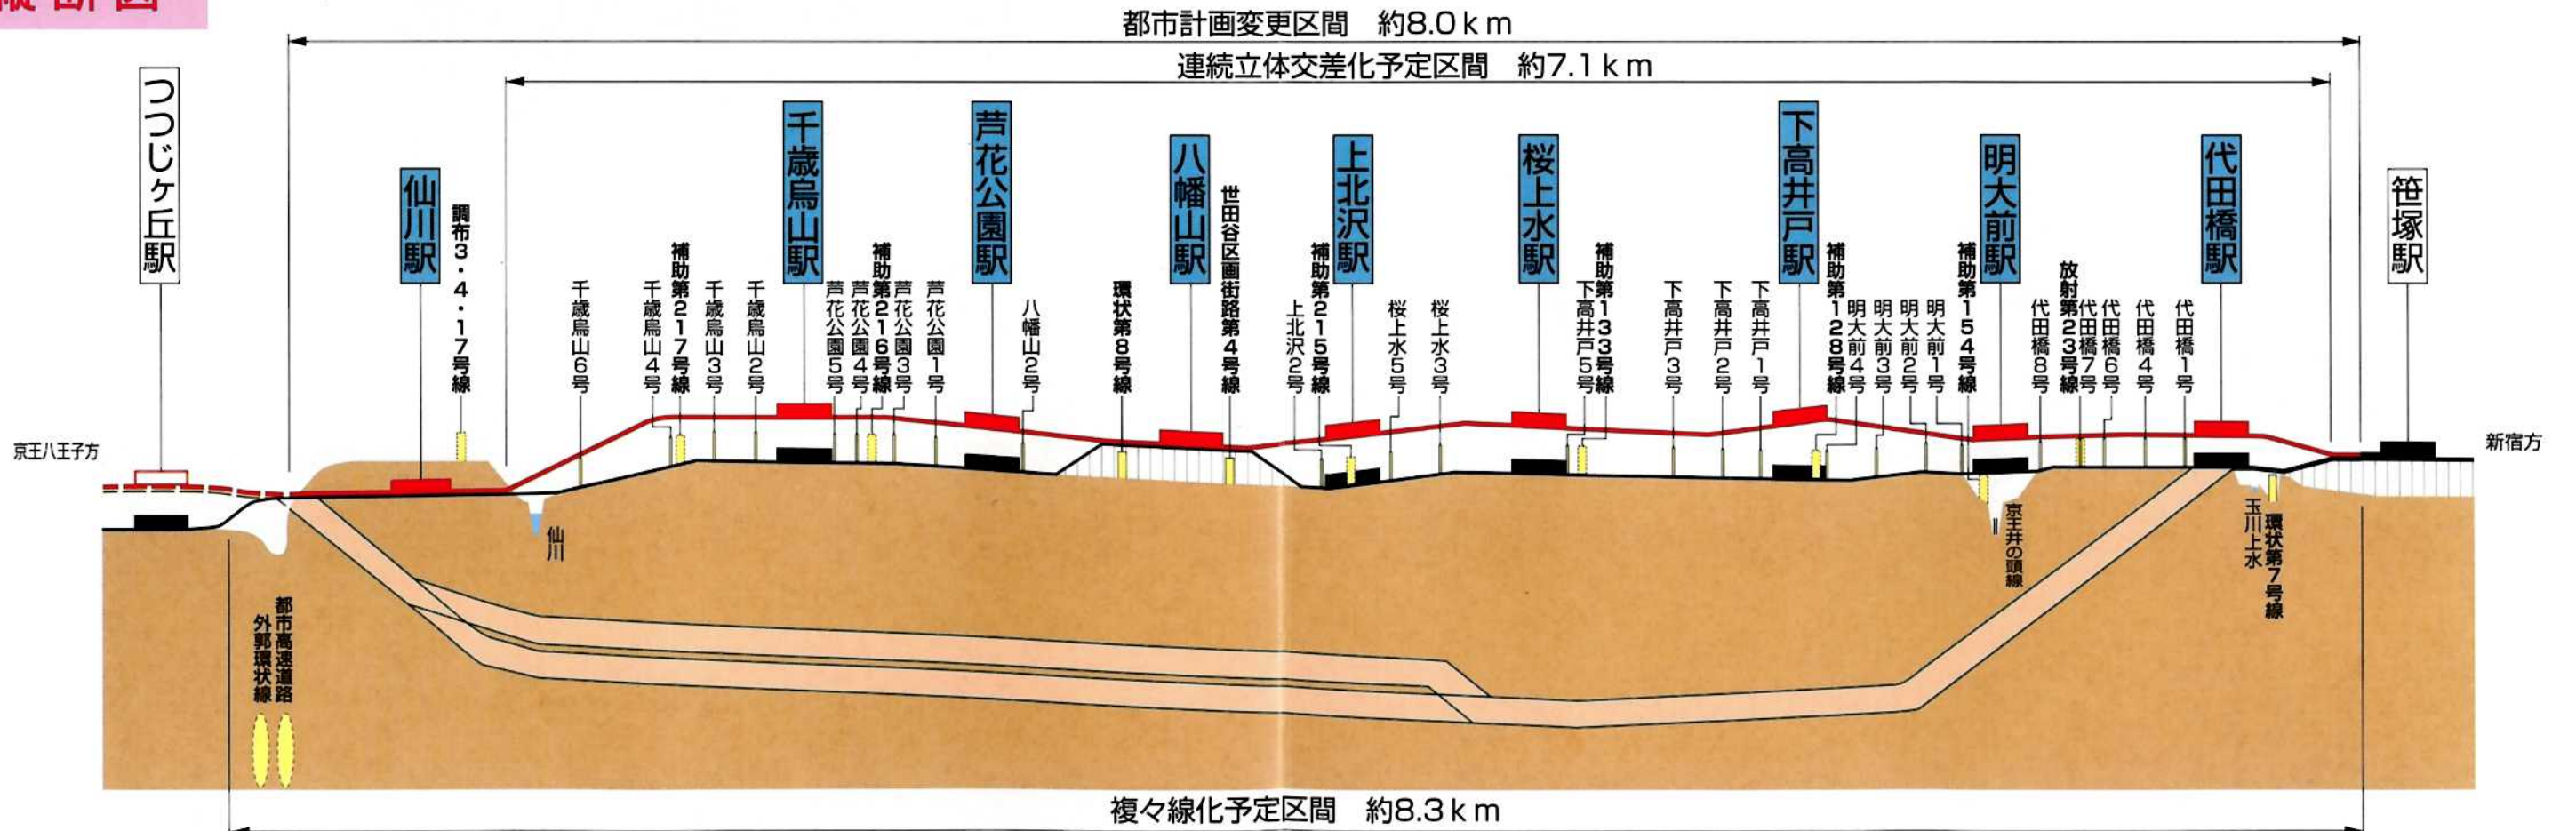 縦断図
都市計画変更区間　約8.0km
連続立体交差化予定区間　約7.1km
つつじヶ丘駅
仙川駅
調布3・4・17号線
千歳烏山6号
千歳烏山4号
補助第217号線
千歳烏山3号
千歳烏山2号
千歳烏山駅
芦花公園5号
芦花公園4号
補助第216号線
芦花公園3号
芦花公園1号
芦花公園駅
八幡山2号
環状第8号線
八幡山駅
世田谷区画街路第4号線
上北沢2号
補助第215号線
上北沢駅
桜上水5号
桜上水3号
桜上水駅
下高井戸5号
補助第133号線
下高井戸3号
下高井戸2号
下高井戸1号
下高井戸駅
補助第128号線
明大前4号
明大前3号
明大前2号
明大前1号
補助第154号線
明大前駅
代田橋8号
放射第23号線
代田橋7号
代田橋6号
代田橋4号
代田橋1号
代田橋駅
笹塚駅
京王八王子方
新宿方
仙川
京王井の頭線
玉川上水
環状第7号線
都市高速道路
外郭環状線
複々線化予定区間　約8.3km